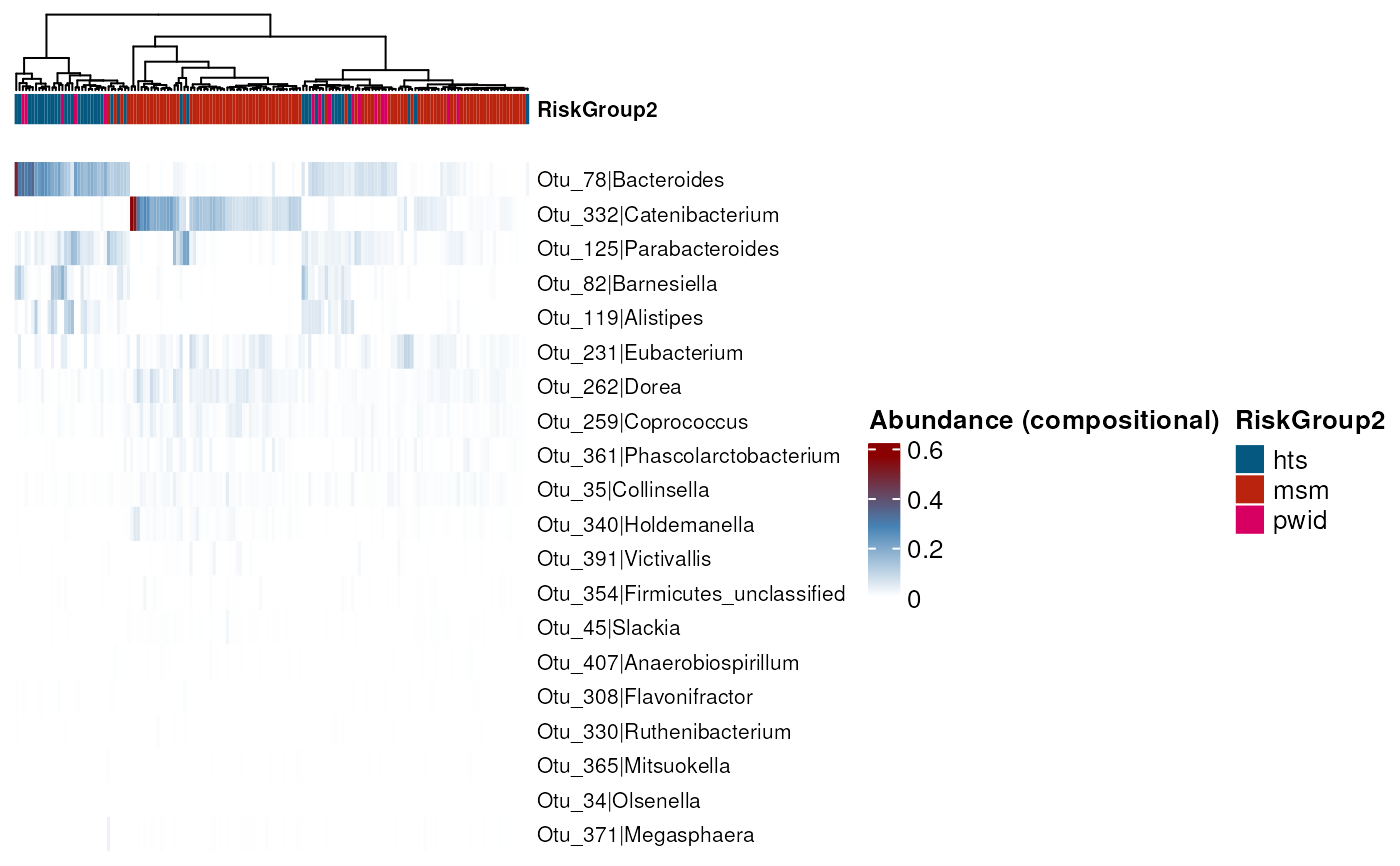 RiskGroup2
Otu_78|Bacteroides
Otu_332|Catenibacterium
Otu_125|Parabacteroides
Otu_82|Barnesiella
Otu_119|Alistipes
Otu_231|Eubacterium
Otu_262|Dorea
Otu_259|Coprococcus
Otu_361|Phascolarctobacterium
Otu_35|Collinsella
Otu_340|Holdemanella
Otu_391|Victivallis
Otu_354|Firmicutes_unclassified
Otu_45|Slackia
Otu_407|Anaerobiospirillum
Otu_308|Flavonifractor
Otu_330|Ruthenibacterium
Otu_365|Mitsuokella
Otu_34|Olsenella
Otu_371|Megasphaera
Abundance (compositional)
0.6
0.4
0.2
0
RiskGroup2
hts
msm
pwid